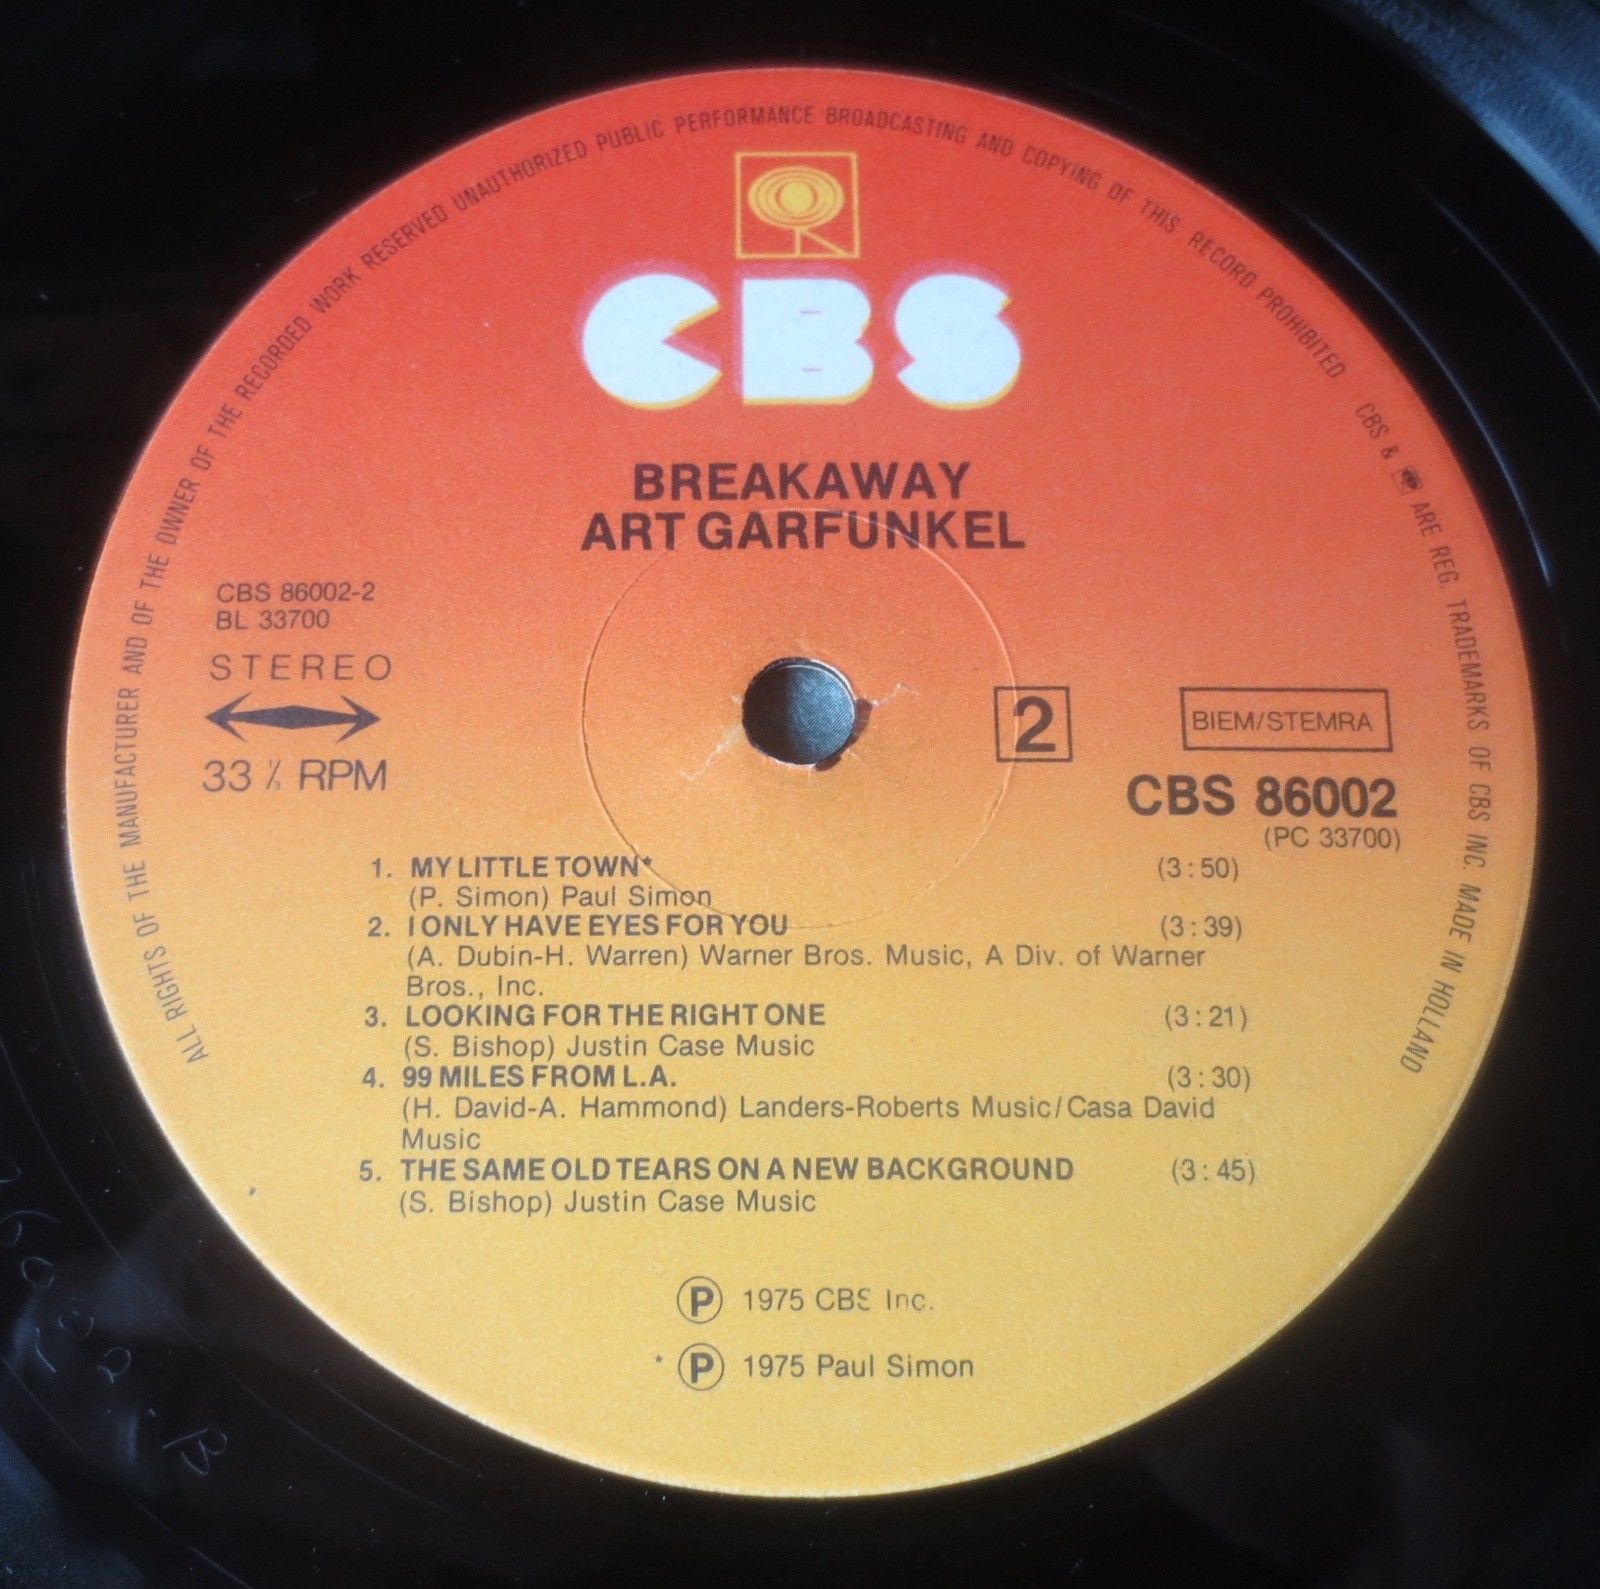 ALL RIGHTS OF THE MANUFACTURER AND OF THE OWNER OF THE RECORDED WORK RESERVED UNAUTHORIZED PUBLIC PERFORMANCE BROADCASTING AND COPYING OF THIS RECORD PROHIBITED
CBS & ARE REG. TRADEMARKS OF CBS INC. MADE IN HOLLAND
CBS
BREAKAWAY
ART GARFUNKEL
CBS 86002-2
BL 33700
STEREO
33 ⅓ RPM
2
BIEM/STEMRA
CBS 86002
(PC 33700)
1. MY LITTLE TOWN* (3:50)
(P. Simon) Paul Simon
2. I ONLY HAVE EYES FOR YOU (3:39)
(A. Dubin-H. Warren) Warner Bros. Music, A Div. of Warner
Bros., Inc.
3. LOOKING FOR THE RIGHT ONE (3:21)
(S. Bishop) Justin Case Music
4. 99 MILES FROM L.A. (3:30)
(H. David-A. Hammond) Landers-Roberts Music/Casa David
Music
5. THE SAME OLD TEARS ON A NEW BACKGROUND (3:45)
(S. Bishop) Justin Case Music
Ⓟ 1975 CBS Inc.
* Ⓟ 1975 Paul Simon